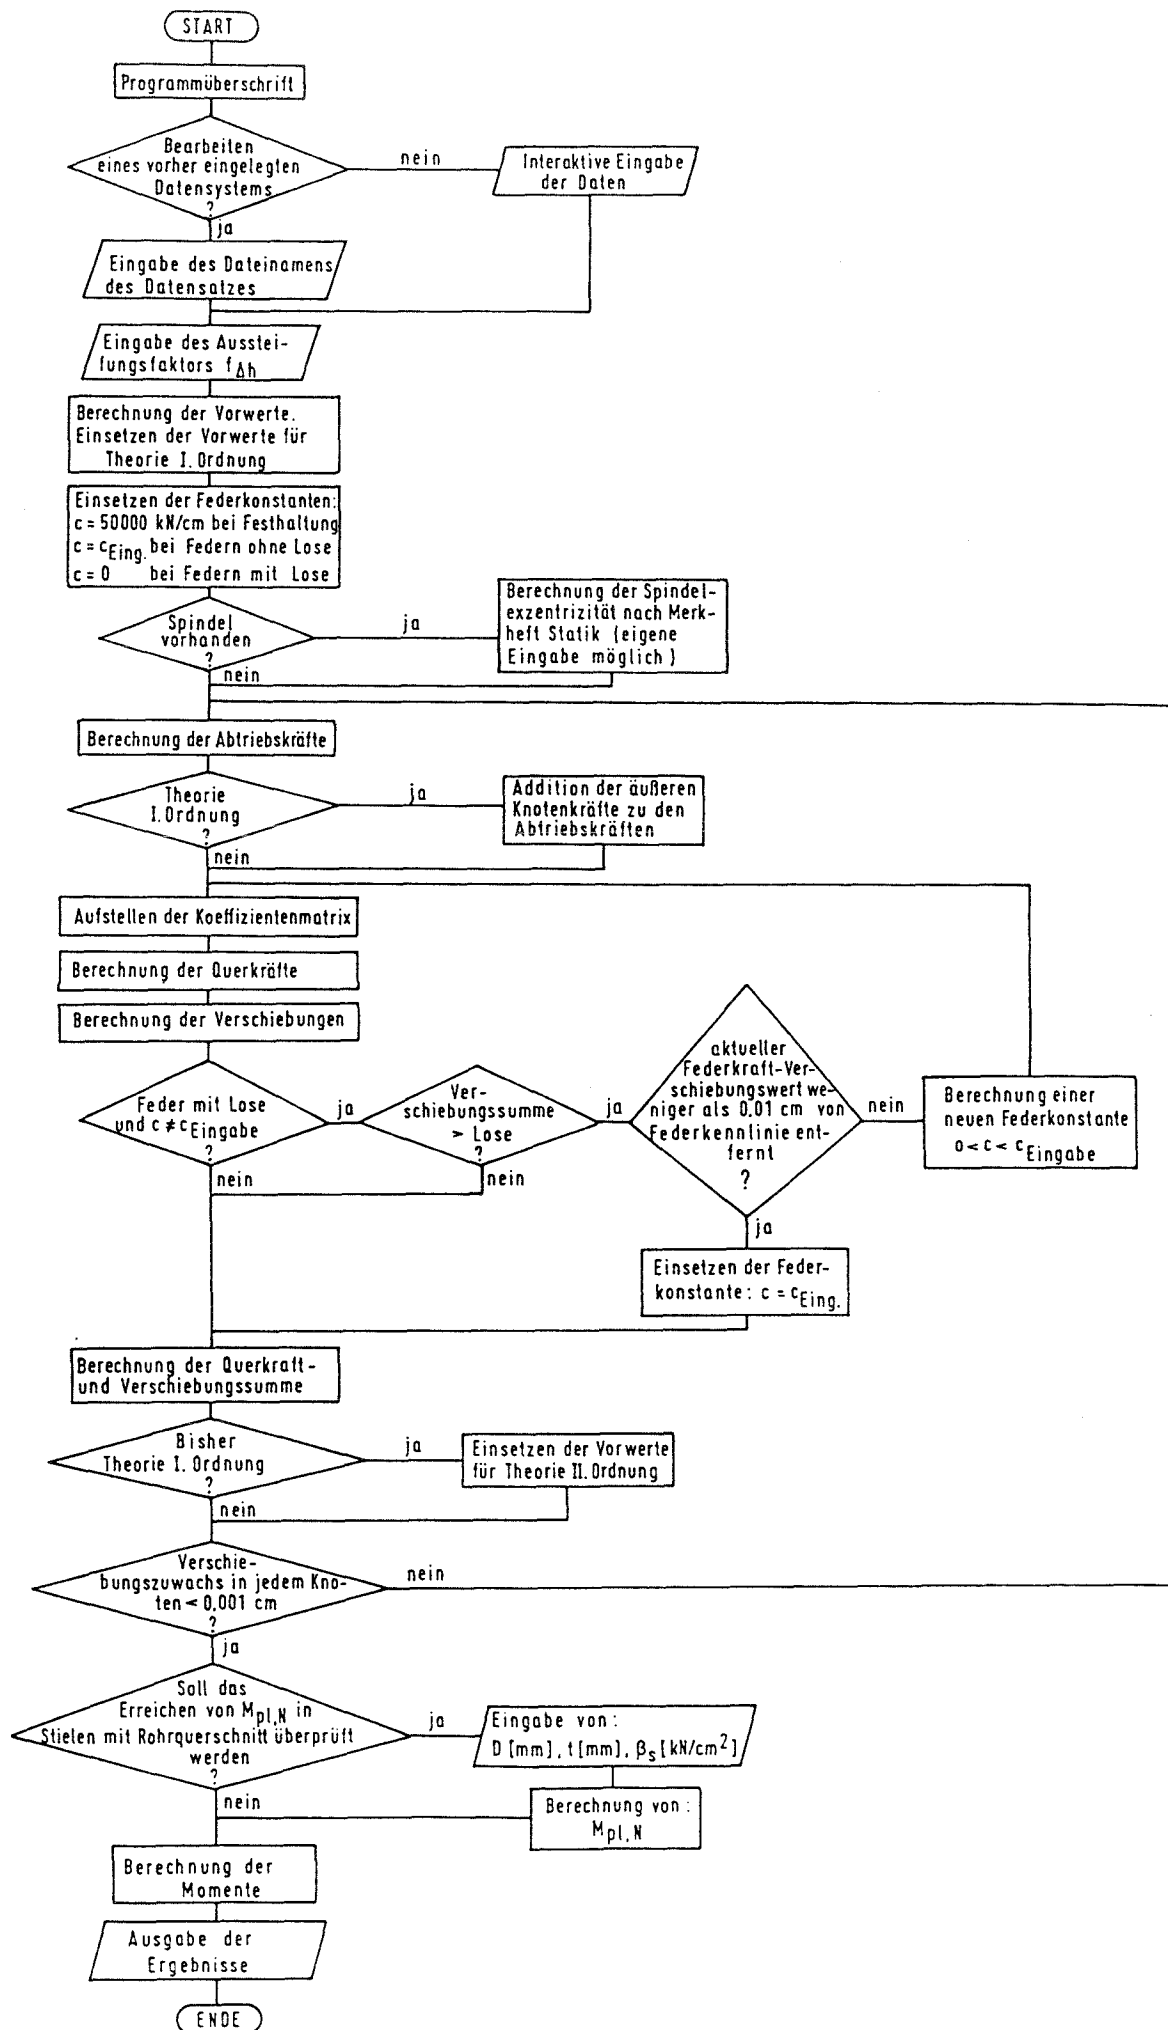 START
Programmüberschrift
Bearbeiten
eines vorher eingelegten
Datensystems
?
nein
Interaktive Eingabe
der Daten
ja
Eingabe des Dateinamens
des Datensatzes
Eingabe des Ausstei-
fungsfaktors fΔh
Berechnung der Vorwerte.
Einsetzen der Vorwerte für
Theorie I. Ordnung
Einsetzen der Federkonstanten:
c = 50000 kN/cm bei Festhaltung
c = cEing. bei Federn ohne Lose
c = 0 bei Federn mit Lose
Spindel
vorhanden
?
ja
Berechnung der Spindel-
exzentrizität nach Merk-
heft Statik (eigene
Eingabe möglich)
nein
Berechnung der Abtriebskräfte
Theorie
I. Ordnung
?
ja
Addition der äußeren
Knotenkräfte zu den
Abtriebskräften
nein
Aufstellen der Koeffizientenmatrix
Berechnung der Querkräfte
Berechnung der Verschiebungen
Feder mit Lose
und c ≠ cEingabe
?
ja
Ver-
schiebungssumme
> Lose
?
ja
aktueller
Federkraft-Ver-
schiebungswert we-
niger als 0,01 cm von
Federkennlinie ent-
fernt
?
nein
Berechnung einer
neuen Federkonstante
0 < c < cEingabe
nein
nein
ja
Einsetzen der Feder-
konstante: c = cEing.
Berechnung der Querkraft-
und Verschiebungssumme
Bisher
Theorie I. Ordnung
?
ja
Einsetzen der Vorwerte
für Theorie II. Ordnung
nein
Verschie-
bungszuwachs in jedem Kno-
ten < 0,001 cm
?
nein
ja
Soll das
Erreichen von Mpl,N in
Stielen mit Rohrquerschnitt überprüft
werden
?
ja
Eingabe von:
D [mm], t [mm], βs [kN/cm²]
nein
Berechnung von:
Mpl,N
Berechnung der
Momente
Ausgabe der
Ergebnisse
ENDE